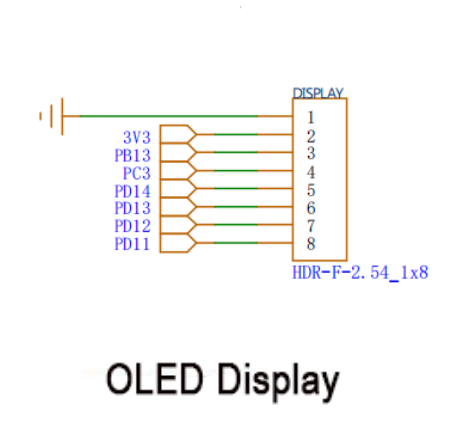 DISPLAY
1
3V3 2
PB13 3
PC3 4
PD14 5
PD13 6
PD12 7
PD11 8
HDR-F-2.54_1x8
OLED Display